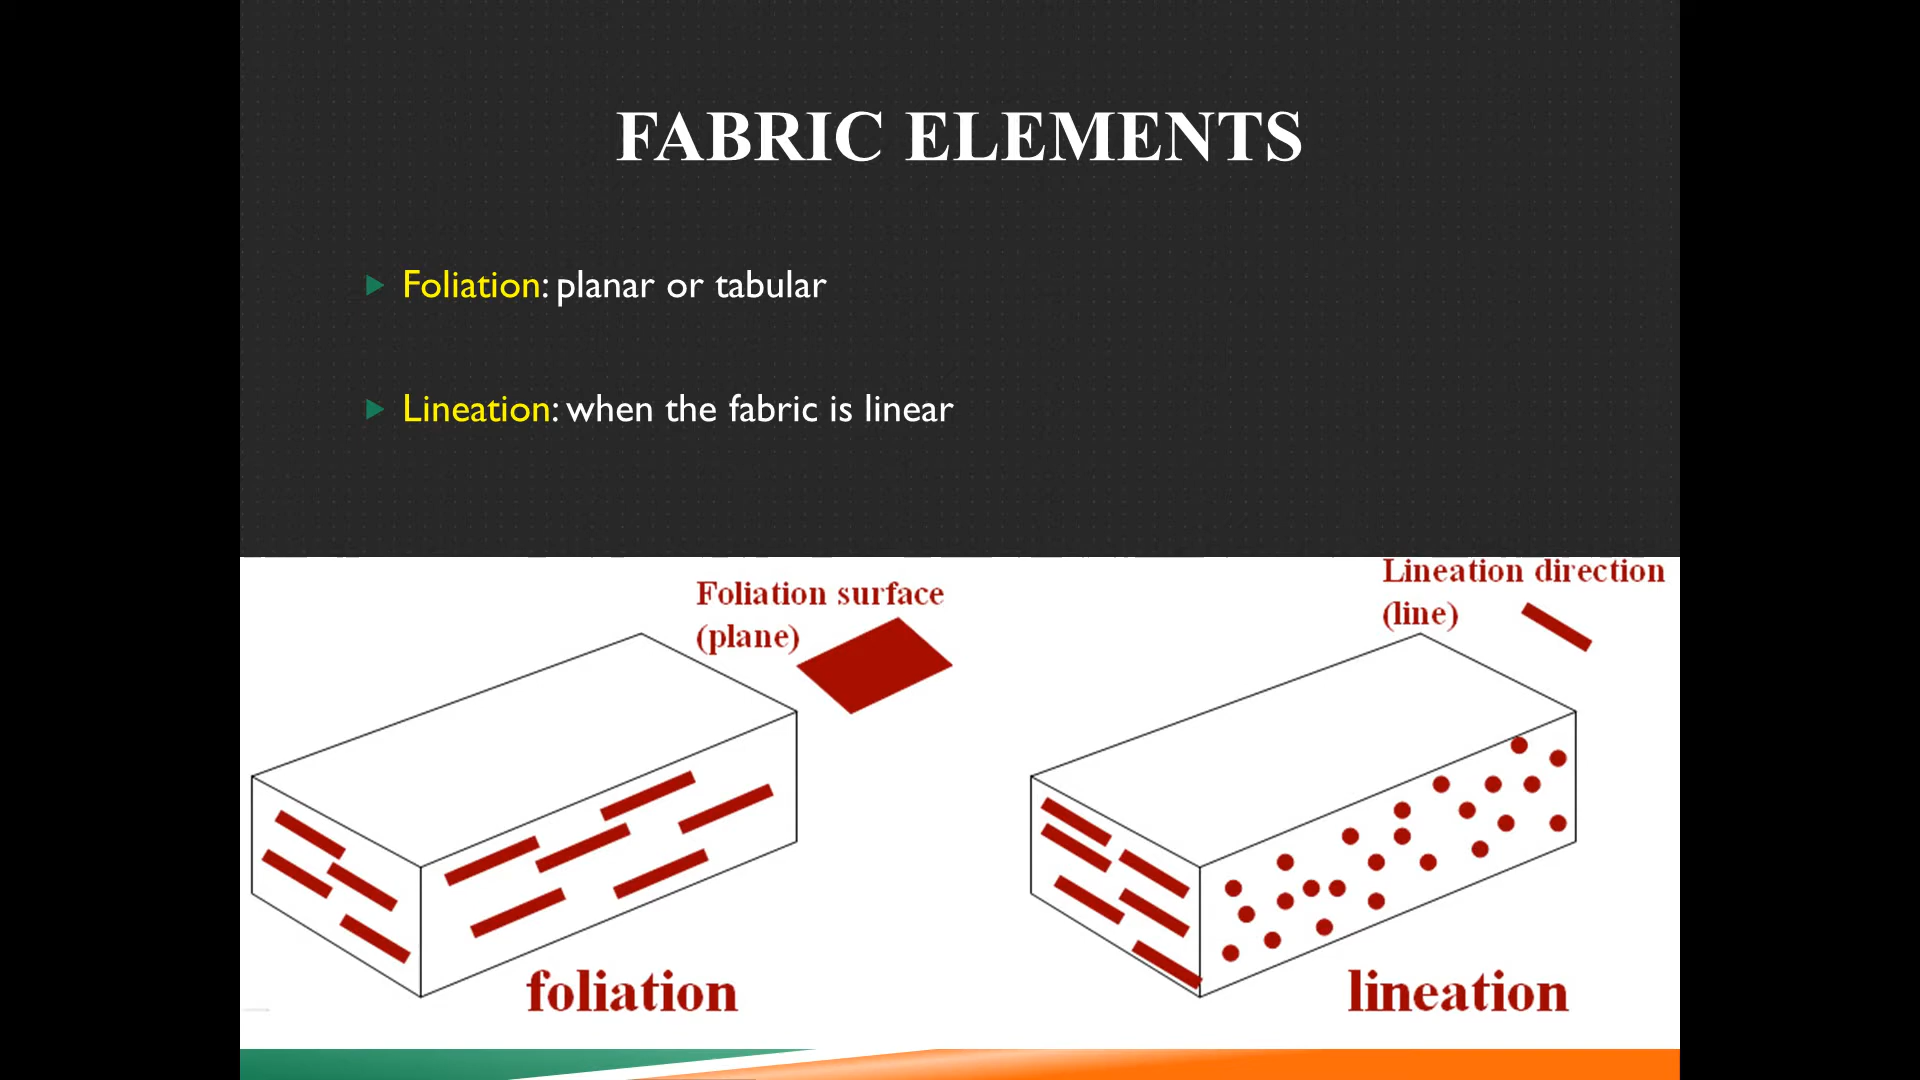 FABRIC ELEMENTS
Foliation: planar or tabular
Lineation: when the fabric is linear
Foliation surface
(plane)
Lineation direction
(line)
foliation
lineation